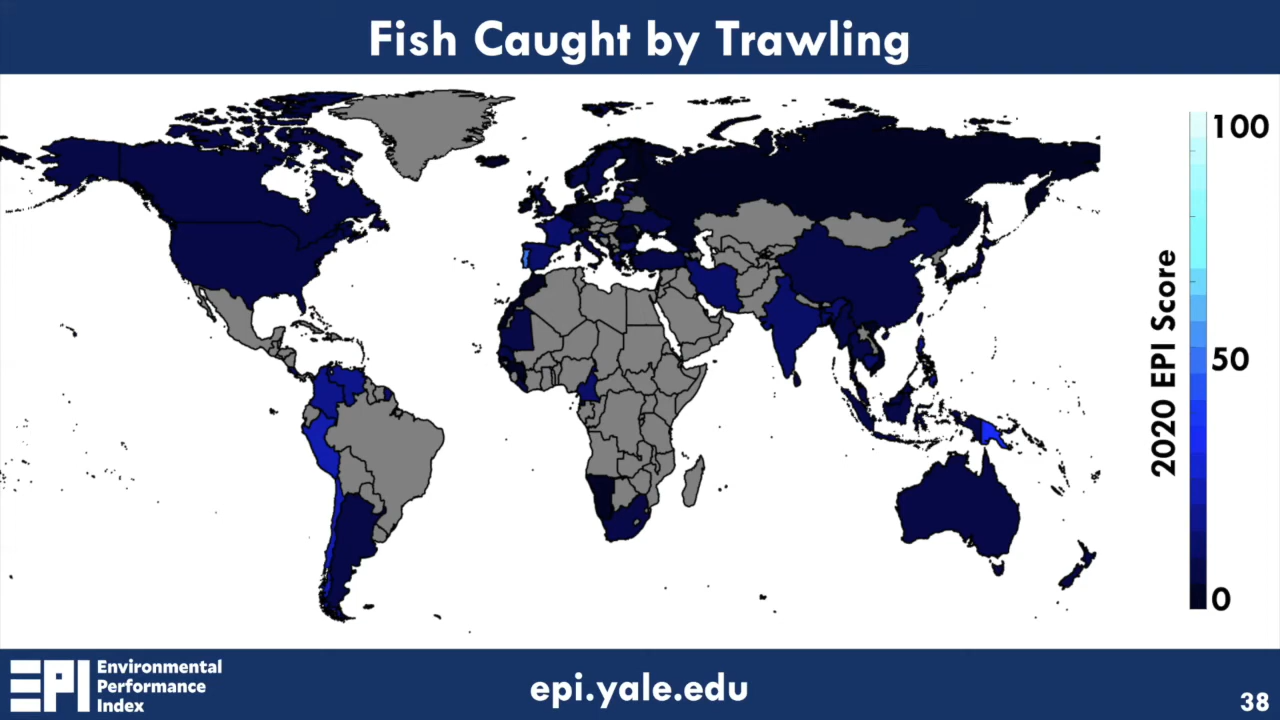 Fish Caught by Trawling
100
50
0
2020 EPI Score
EPI
Environmental
Performance
Index
epi.yale.edu
38